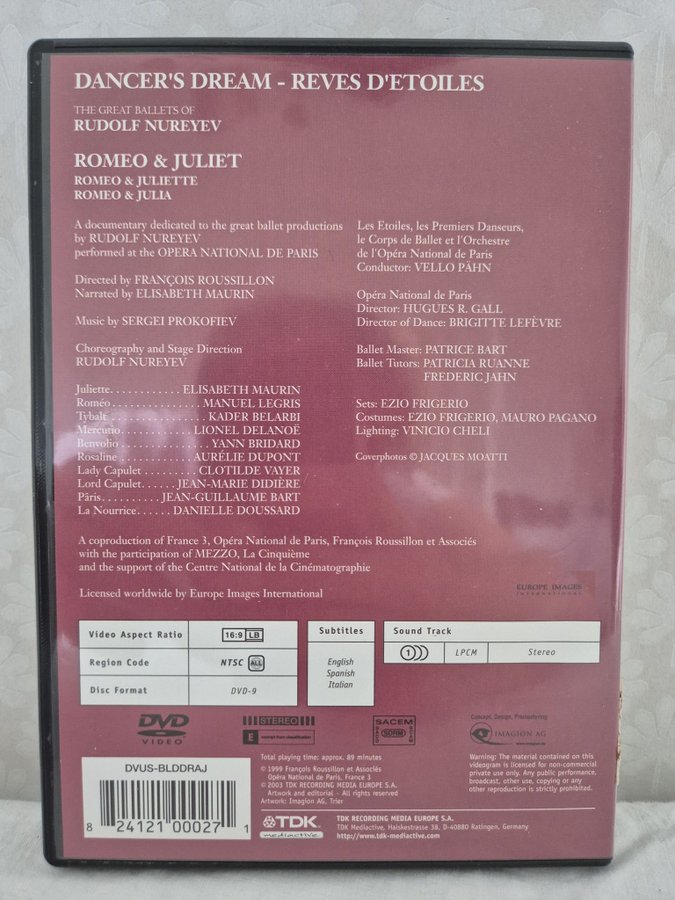 DANCER'S DREAM - REVES D'ETOILES
THE GREAT BALLETS OF
RUDOLF NUREYEV
ROMEO & JULIET
ROMEO & JULIETTE
ROMEO & JULIA
A documentary dedicated to the great ballet productions
by RUDOLF NUREYEV
performed at the OPERA NATIONAL DE PARIS
Directed by FRANÇOIS ROUSSILLON
Narrated by ELISABETH MAURIN
Music by SERGEI PROKOFIEV
Choreography and Stage Direction
RUDOLF NUREYEV
Juliette............ELISABETH MAURIN
Roméo...............MANUEL LEGRIS
Tybalt...................KADER BELARBI
Mercutio...............LIONEL DELANOË
Benvolio..................YANN BRIDARD
Rosaline...............AURÉLIE DUPONT
Lady Capulet.........CLOTILDE VAYER
Lord Capulet......JEAN-MARIE DIDIÈRE
Pâris..........JEAN-GUILLAUME BART
La Nourrice......DANIELLE DOUSSARD
Les Etoiles, les Premiers Danseurs,
le Corps de Ballet et l'Orchestre
de l'Opéra National de Paris
Conductor: VELLO PÄHN
Opéra National de Paris
Director: HUGUES R. GALL
Director of Dance: BRIGITTE LEFÈVRE
Ballet Master: PATRICE BART
Ballet Tutors: PATRICIA RUANNE
FREDERIC JAHN
Sets: EZIO FRIGERIO
Costumes: EZIO FRIGERIO, MAURO PAGANO
Lighting: VINICIO CHELI
Coverphotos © JACQUES MOATTI
A coproduction of France 3, Opéra National de Paris, François Roussillon et Associés
with the participation of MEZZO, La Cinquième
and the support of the Centre National de la Cinématographie
Licensed worldwide by Europe Images International
EUROPE IMAGES
international
Video Aspect Ratio 16:9 LB
Region Code NTSC ALL
Disc Format DVD-9
Subtitles
English
Spanish
Italian
Sound Track
1 LPCM Stereo
DVD
VIDEO
STEREO
E exempt from classification
SACEM
SDRM
Concept, Design, Premastering
IMAGION AG
www.imagion.de
Total playing time: approx. 89 minutes
© 1999 François Roussillon et Associés
Opéra National de Paris, France 3
© 2003 TDK RECORDING MEDIA EUROPE S.A.
Artwork and editorial - All rights reserved
Artwork: Imagion AG, Trier
Warning: The material contained on this
videogram is licensed for non-commercial
private use only. Any public performance,
broadcast, other use, copying or any
other reproduction is strictly prohibited.
DVUS-BLDDRAJ
8 24121 00027 1
TDK
mediactive
TDK RECORDING MEDIA EUROPE S.A.
TDK Mediactive, Halskestrasse 38, D-40880 Ratingen, Germany
http://www.tdk-mediactive.com